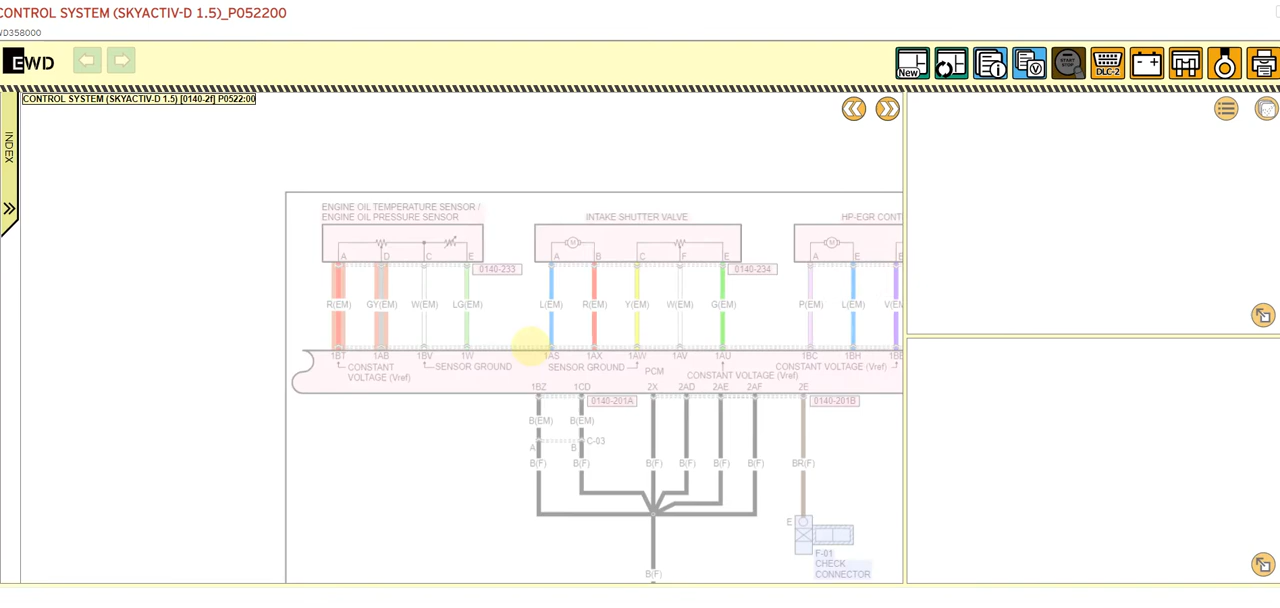 CONTROL SYSTEM (SKYACTIV-D 1.5)_P052200
WD358000
EWD
New
START STOP
DLC-2
INDEX
CONTROL SYSTEM (SKYACTIV-D 1.5) [0140-2f] P0522:00
ENGINE OIL TEMPERATURE SENSOR /
ENGINE OIL PRESSURE SENSOR
INTAKE SHUTTER VALVE
HP-EGR CONT
M M
A D C E A B C F E A E
0140-233 0140-234
R(EM) GY(EM) W(EM) LG(EM) L(EM) R(EM) Y(EM) W(EM) G(EM) P(EM) L(EM) V(EM
1BT 1AB 1BV 1W 1AS 1AX 1AW 1AV 1AU 1BC 1BH
CONSTANT
VOLTAGE (Vref)
SENSOR GROUND
SENSOR GROUND
PCM
CONSTANT VOLTAGE (Vref)
CONSTANT VOLTAGE (Vref)
1BZ 1CD 2X 2AD 2AE 2AF 2E
0140-201A 0140-201B
B(EM) B(EM)
A B C-03
B(F) B(F) B(F) B(F) B(F) B(F) BR(F)
E
F-01
CHECK
CONNECTOR
B(F)